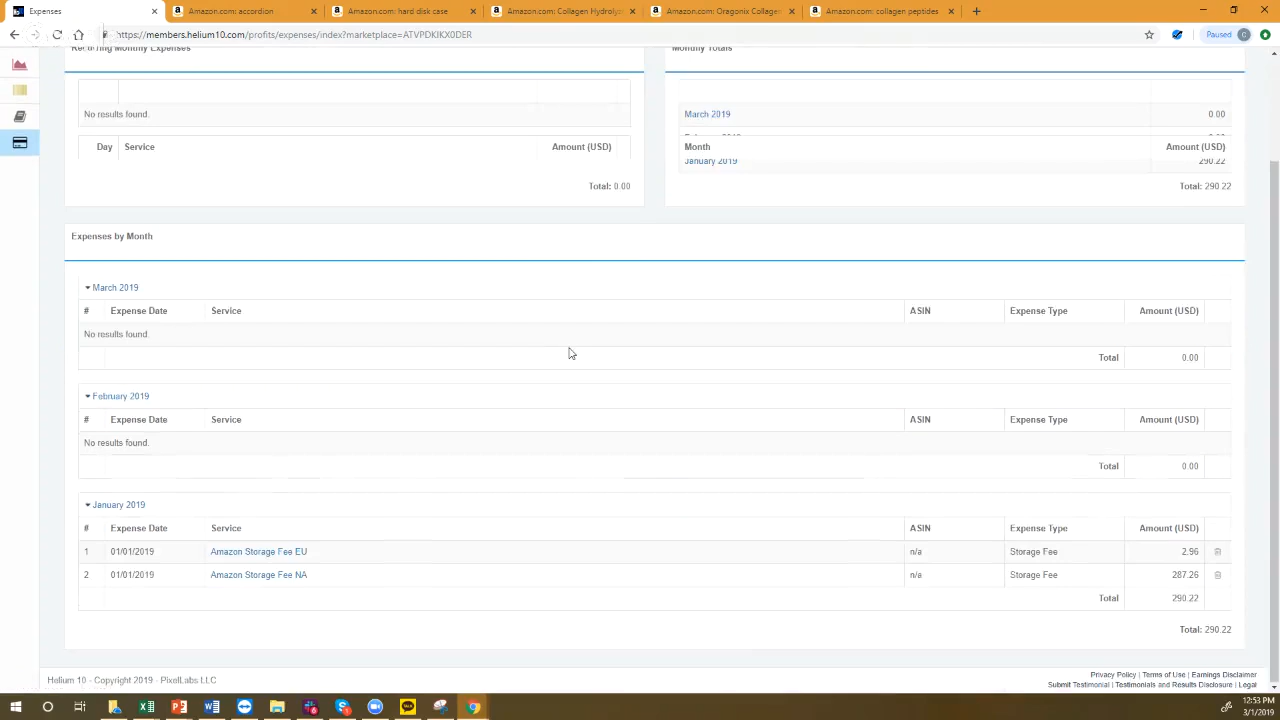 Expenses
Amazon.com: accordion
Amazon.com: hard disk case
Amazon.com: Collagen Hydroly
Amazon.com: Oragonix Collagen
Amazon.com: collagen peptides
https://members.helium10.com/profits/expenses/index?marketplace=ATVPDKIKX0DER
Paused
Recurring Monthly Expenses
Monthly Totals
No results found.
March 2019 0.00
Day Service Amount (USD)
Month Amount (USD)
January 2019 290.22
Total: 0.00
Total: 290.22
Expenses by Month
March 2019
# Expense Date Service ASIN Expense Type Amount (USD)
No results found.
Total 0.00
February 2019
# Expense Date Service ASIN Expense Type Amount (USD)
No results found.
Total 0.00
January 2019
# Expense Date Service ASIN Expense Type Amount (USD)
1 01/01/2019 Amazon Storage Fee EU n/a Storage Fee 2.96
2 01/01/2019 Amazon Storage Fee NA n/a Storage Fee 287.26
Total 290.22
Total: 290.22
Helium 10 - Copyright 2019 - PixelLabs LLC
Privacy Policy | Terms of Use | Earnings Disclaimer
Submit Testimonial | Testimonials and Results Disclosure | Legal
12:53 PM
3/1/2019